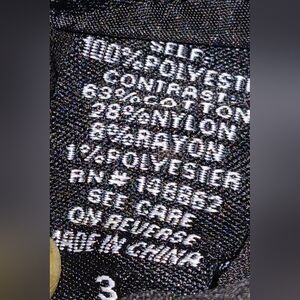 SELF
100%POLYESTE
CONTRAST
63%COTTON
28%NYLON
8%RAYON
1%POLYESTER
RN# 146862
SEE CARE
ON REVERSE
MADE IN CHINA
3